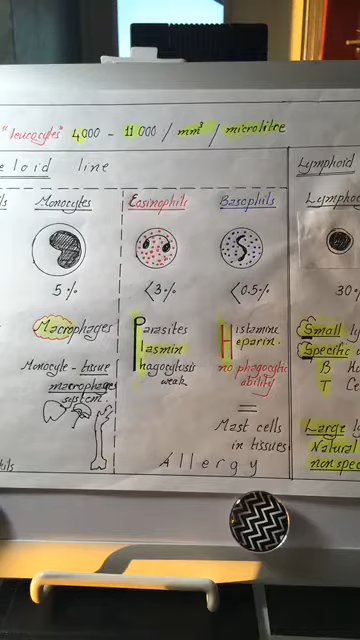 "leucocytes" 4000 - 11 000 / mm³ / microlitre
eloid line
Lymphoid
Monocytes
5 %
Macrophages
Monocyte - tissue
macrophages
system.
Eosinophils
<3 %
Parasites
Plasmin
Phagocytosis
weak
Basophils
<0.5%
Histamine
Heparin.
no phagocytic
ability
=
Mast cells
in tissues
Allergy
30
Small
Specific
B
T
Large
Natural
non spec